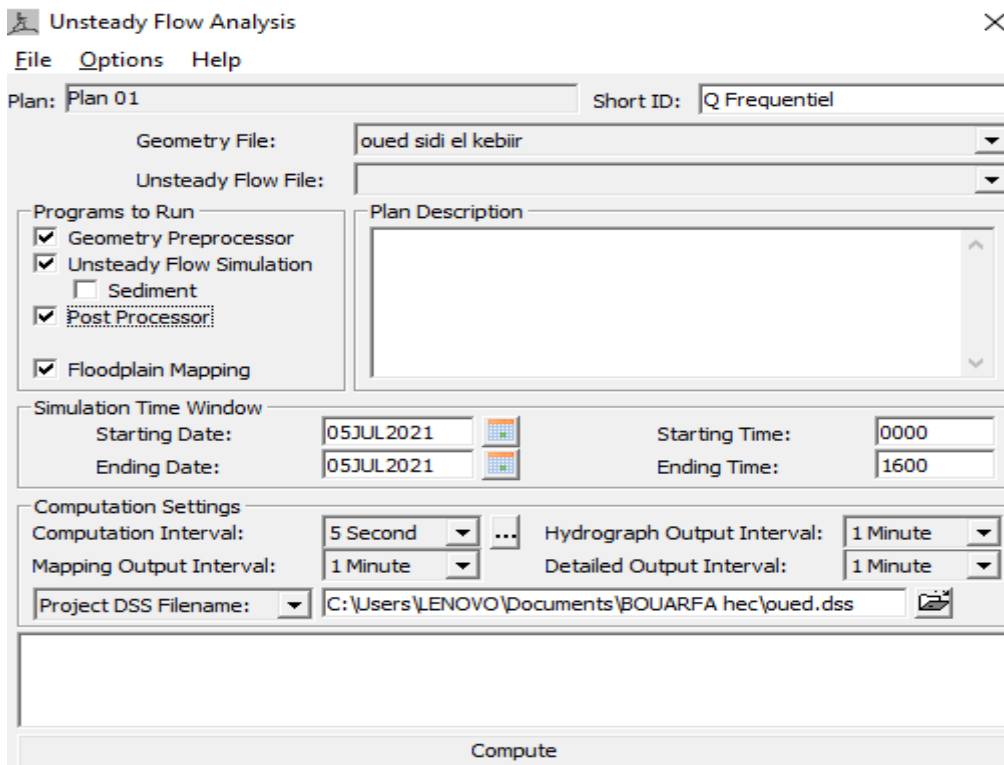 Unsteady Flow Analysis
File Options Help
Plan: Plan 01 Short ID: Q Frequentiel
Geometry File: oued sidi el kebiir
Unsteady Flow File:
Programs to Run
Geometry Preprocessor
Unsteady Flow Simulation
Sediment
Post Processor
Floodplain Mapping
Plan Description
Simulation Time Window
Starting Date: 05JUL2021 Starting Time: 0000
Ending Date: 05JUL2021 Ending Time: 1600
Computation Settings
Computation Interval: 5 Second ... Hydrograph Output Interval: 1 Minute
Mapping Output Interval: 1 Minute Detailed Output Interval: 1 Minute
Project DSS Filename: C:\Users\LENOVO\Documents\BOUARFA hec\oued.dss
Compute